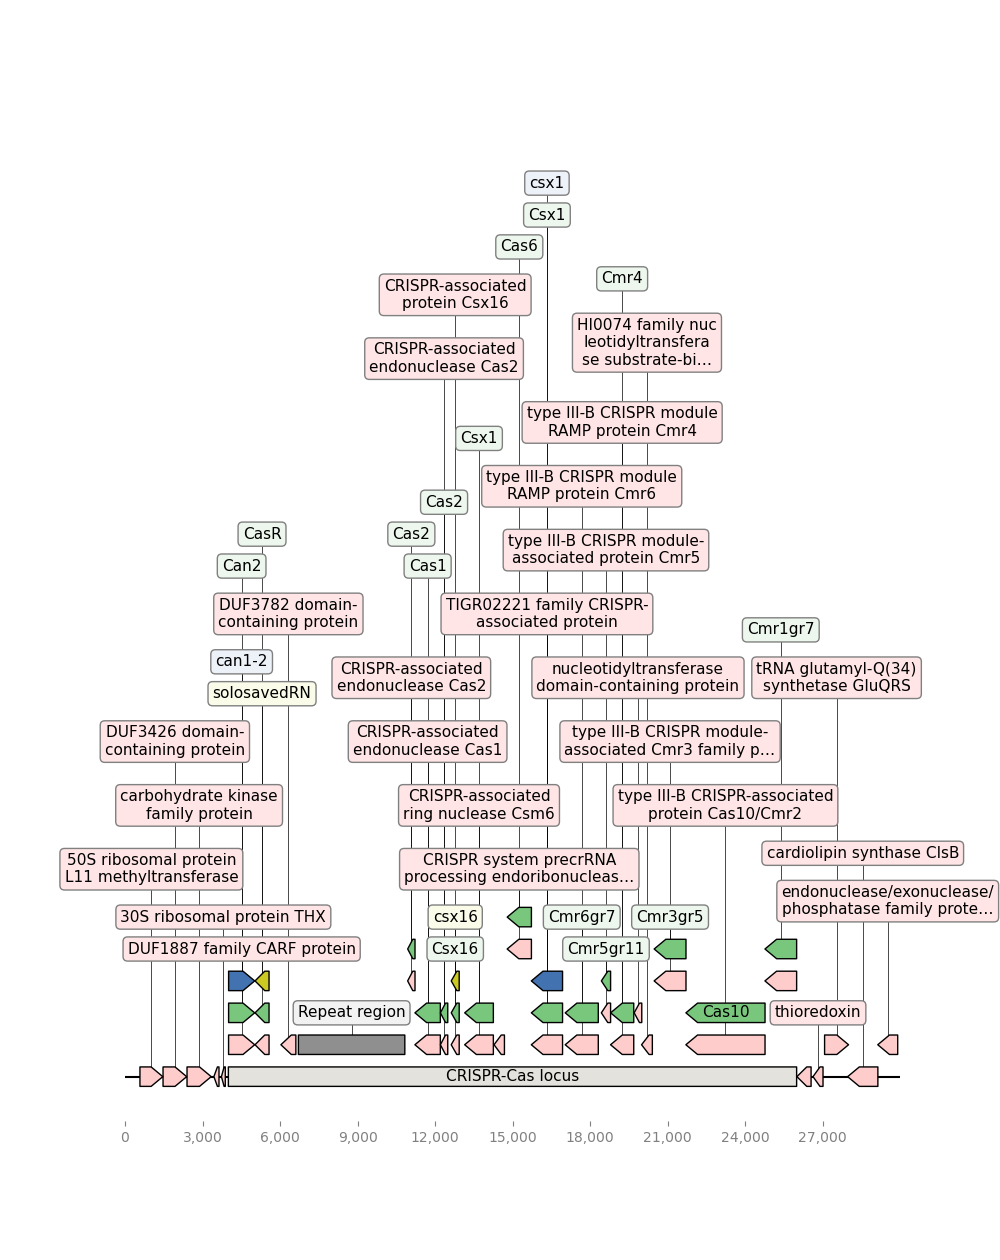 csx1
Csx1
Cas6
CRISPR-associated
protein Csx16
Cmr4
HI0074 family nuc
leotidyltransfera
se substrate-bi…
CRISPR-associated
endonuclease Cas2
type III-B CRISPR module
RAMP protein Cmr4
Csx1
type III-B CRISPR module
RAMP protein Cmr6
Cas2
CasR
Cas2
type III-B CRISPR module-
associated protein Cmr5
Can2
Cas1
DUF3782 domain-
containing protein
TIGR02221 family CRISPR-
associated protein
Cmr1gr7
can1-2
CRISPR-associated
endonuclease Cas2
nucleotidyltransferase
domain-containing protein
tRNA glutamyl-Q(34)
synthetase GluQRS
solosavedRN
DUF3426 domain-
containing protein
CRISPR-associated
endonuclease Cas1
type III-B CRISPR module-
associated Cmr3 family p…
carbohydrate kinase
family protein
CRISPR-associated
ring nuclease Csm6
type III-B CRISPR-associated
protein Cas10/Cmr2
50S ribosomal protein
L11 methyltransferase
CRISPR system precrRNA
processing endoribonucleas…
cardiolipin synthase ClsB
endonuclease/exonuclease/
phosphatase family prote…
30S ribosomal protein THX
csx16
Cmr6gr7
Cmr3gr5
DUF1887 family CARF protein
Csx16
Cmr5gr11
Repeat region
Cas10
thioredoxin
CRISPR-Cas locus
0
3,000
6,000
9,000
12,000
15,000
18,000
21,000
24,000
27,000